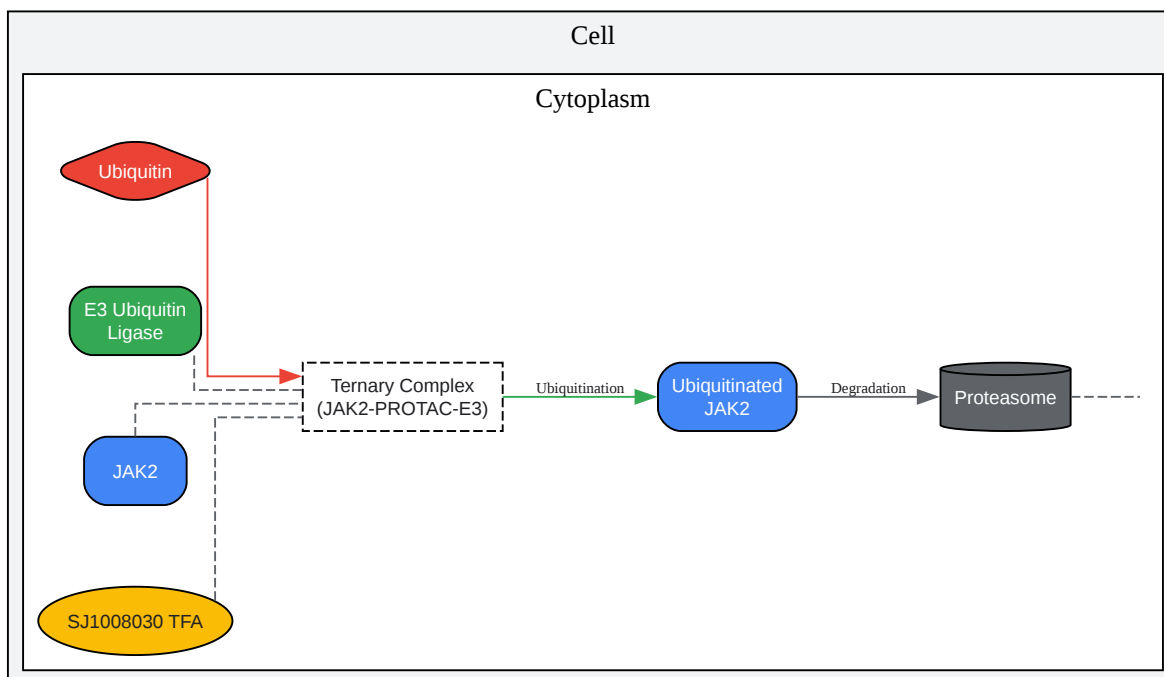 Cell
Cytoplasm
Ubiquitin
E3 Ubiquitin
Ligase
Ternary Complex
(JAK2-PROTAC-E3)
Ubiquitination
Ubiquitinated
JAK2
Degradation
Proteasome
JAK2
SJ1008030 TFA